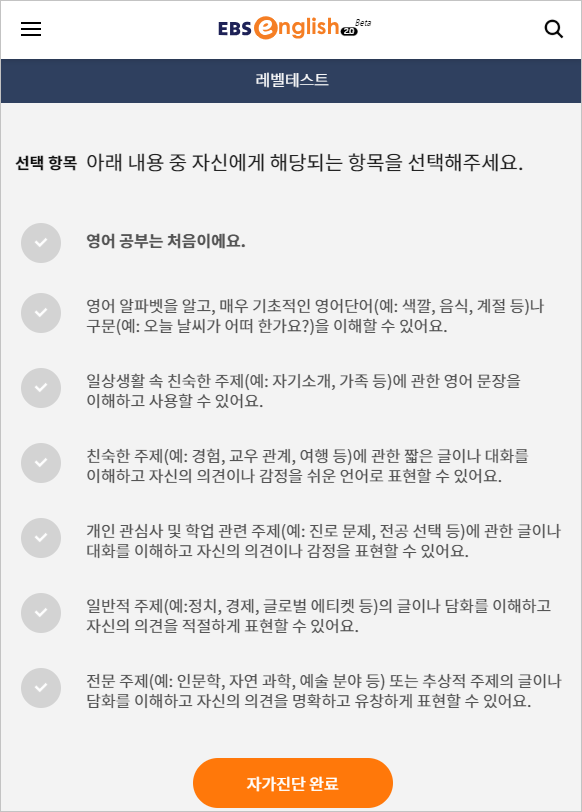 EBS english 2.0 Beta
레벨테스트
선택 항목 아래 내용 중 자신에게 해당되는 항목을 선택해주세요.
영어 공부는 처음이에요.
영어 알파벳을 알고, 매우 기초적인 영어단어(예: 색깔, 음식, 계절 등)나
구문(예: 오늘 날씨가 어떠 한가요?)을 이해할 수 있어요.
일상생활 속 친숙한 주제(예: 자기소개, 가족 등)에 관한 영어 문장을
이해하고 사용할 수 있어요.
친숙한 주제(예: 경험, 교우 관계, 여행 등)에 관한 짧은 글이나 대화를
이해하고 자신의 의견이나 감정을 쉬운 언어로 표현할 수 있어요.
개인 관심사 및 학업 관련 주제(예: 진로 문제, 전공 선택 등)에 관한 글이나
대화를 이해하고 자신의 의견이나 감정을 표현할 수 있어요.
일반적 주제(예:정치, 경제, 글로벌 에티켓 등)의 글이나 담화를 이해하고
자신의 의견을 적절하게 표현할 수 있어요.
전문 주제(예: 인문학, 자연 과학, 예술 분야 등) 또는 추상적 주제의 글이나
담화를 이해하고 자신의 의견을 명확하고 유창하게 표현할 수 있어요.
자가진단 완료